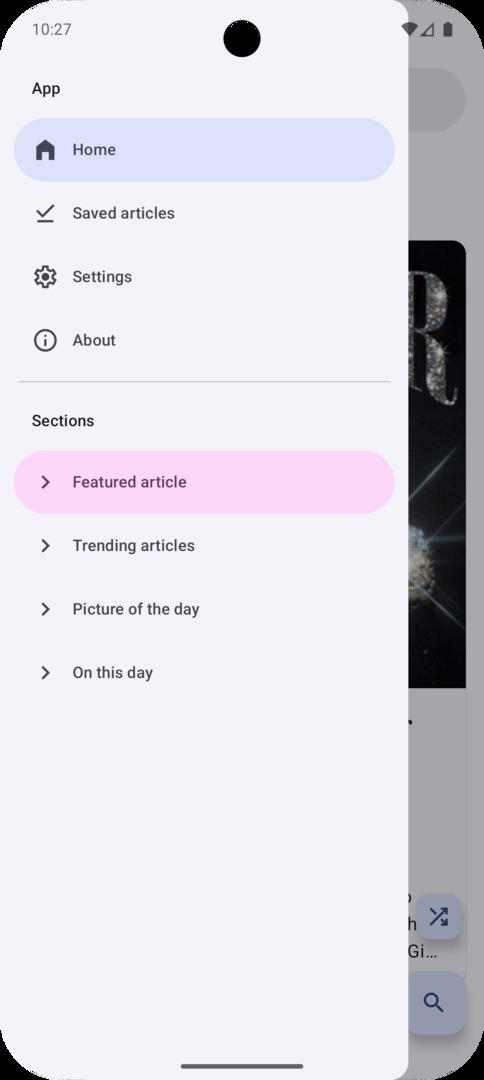 10:27
App
Home
Saved articles
Settings
About
Sections
Featured article
Trending articles
Picture of the day
On this day
R
h
Gi…